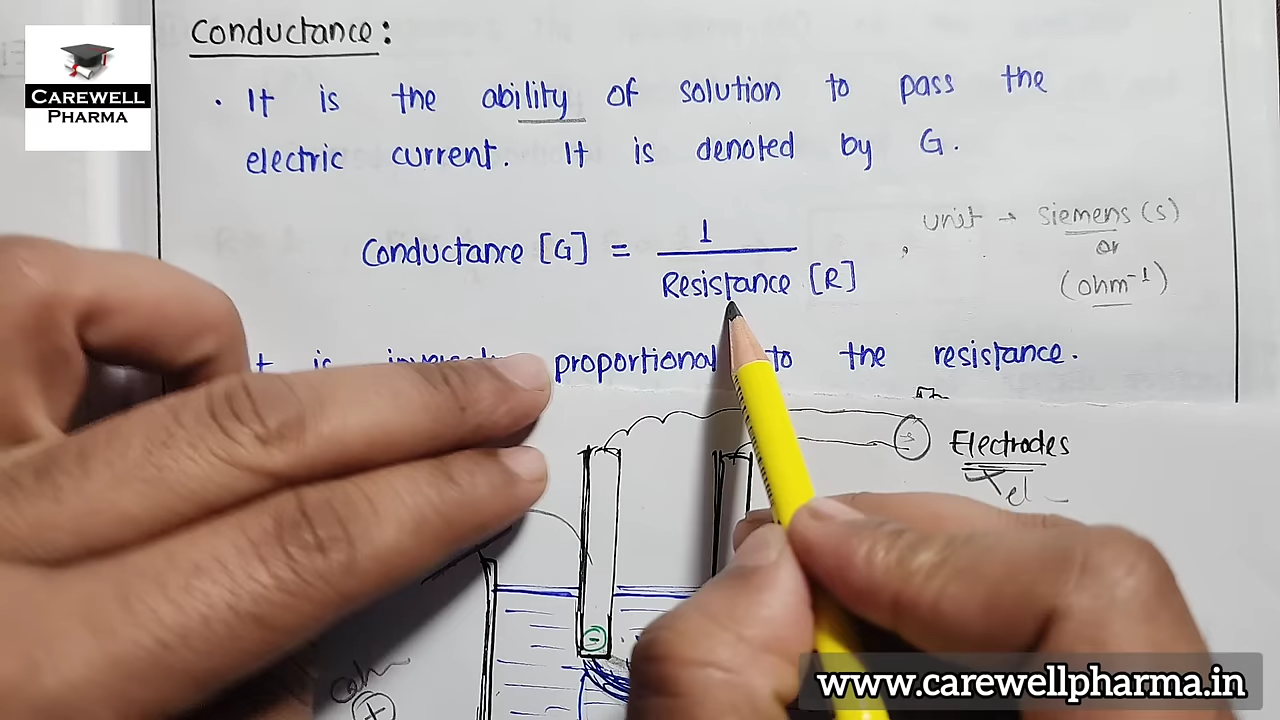 CAREWELL
PHARMA
Conductance:
· It is the ability of solution to pass the
electric current. It is denoted by G.
Conductance [G] = 1 / Resistance [R] , unit → siemens (s)
or
(ohm⁻¹)
is proportional to the resistance.
Electrodes
-
+
www.carewellpharma.in